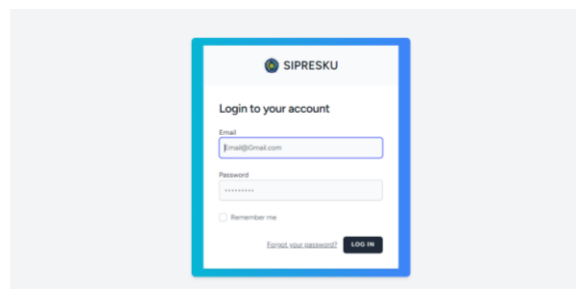 SIPRESKU
Login to your account
Email
Email@Gmail.com
Password
Remember me
Forgot your password? LOG IN